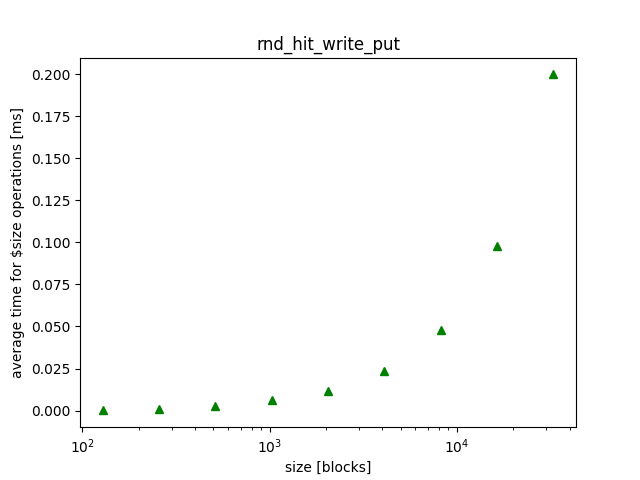 rnd_hit_write_put
average time for $size operations [ms]
0.200
0.175
0.150
0.125
0.100
0.075
0.050
0.025
0.000
10² 10³ 10⁴
size [blocks]